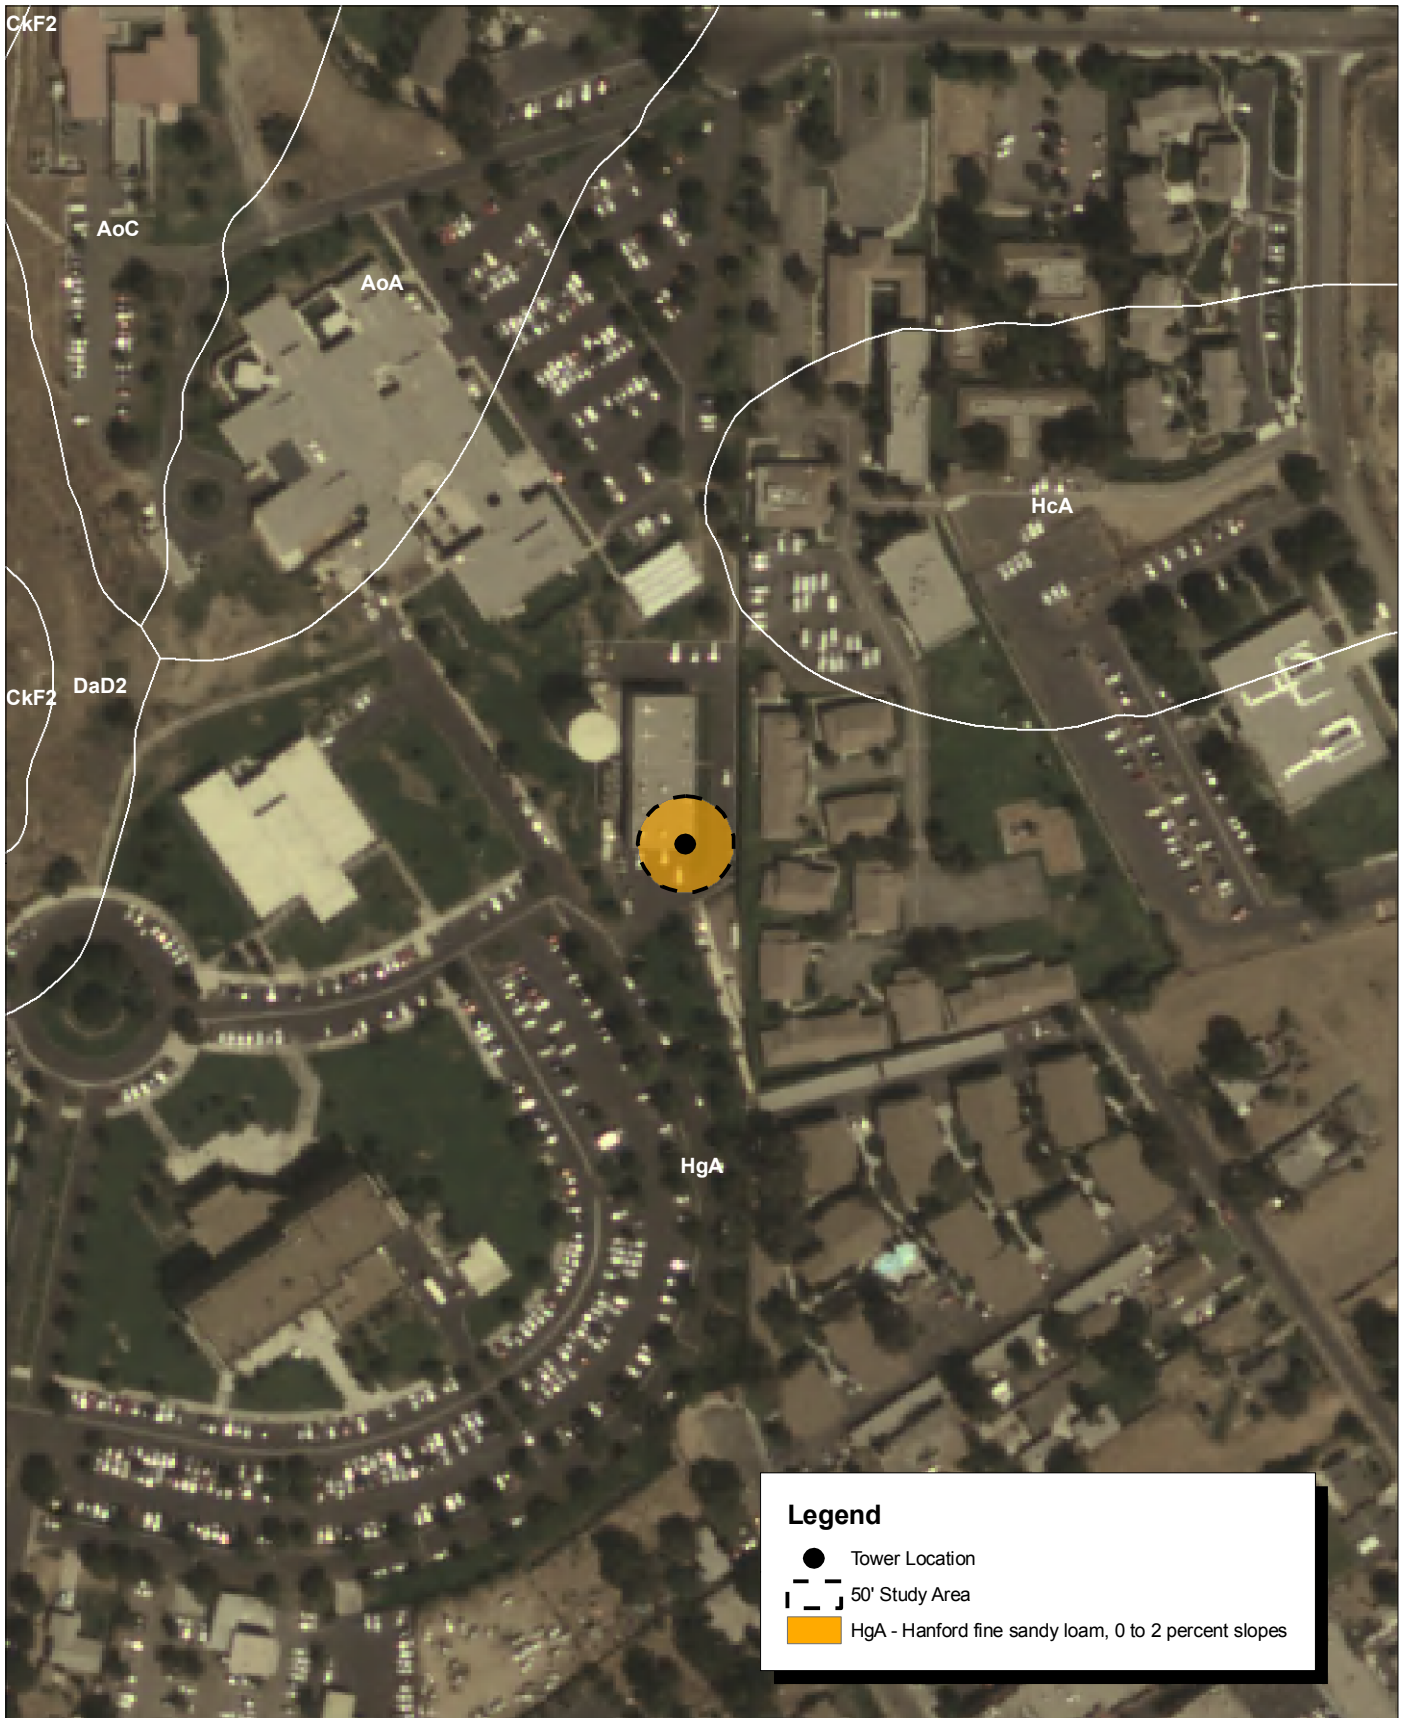 CkF2
AoC
AoA
HcA
CkF2
DaD2
HgA
Legend
Tower Location
50' Study Area
HgA - Hanford fine sandy loam, 0 to 2 percent slopes